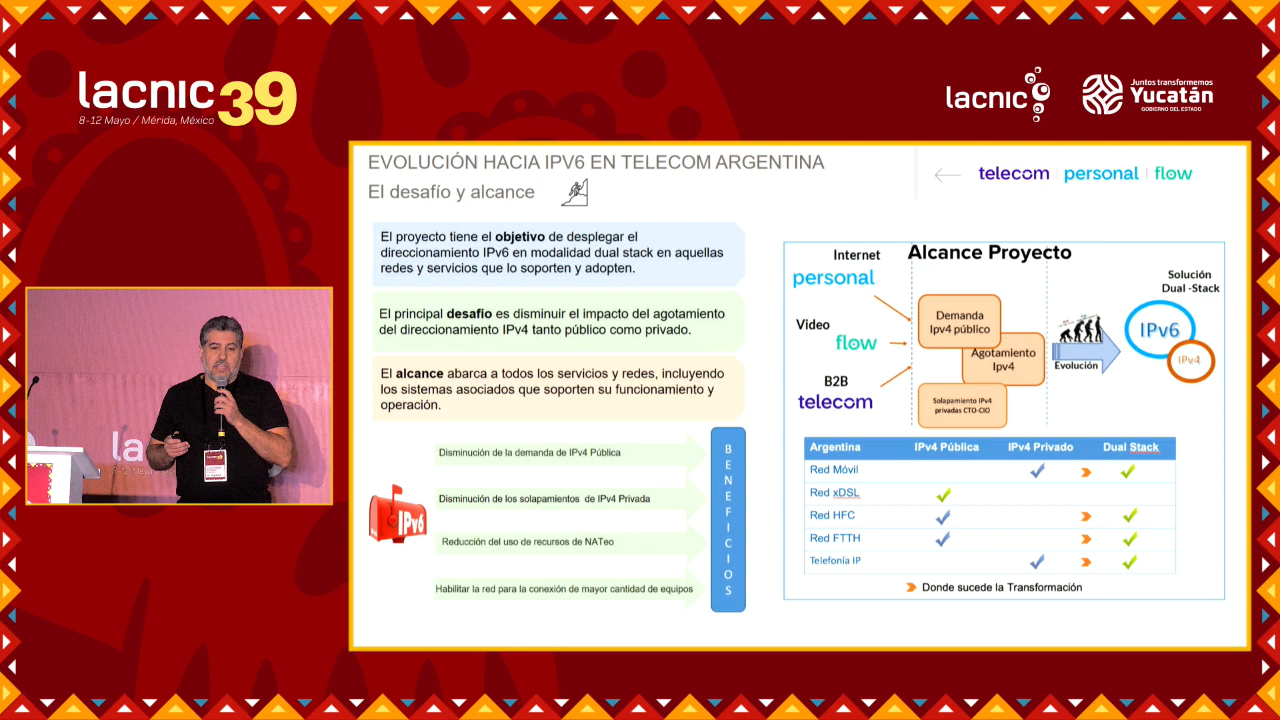 lacnic 39
8-12 Mayo / Mérida, México
lacnic
Juntos transformemos
Yucatán
GOBIERNO DEL ESTADO
EVOLUCIÓN HACIA IPV6 EN TELECOM ARGENTINA
El desafío y alcance
telecom personal flow
El proyecto tiene el objetivo de desplegar el
direccionamiento IPv6 en modalidad dual stack en aquellas
redes y servicios que lo soporten y adopten.
El principal desafío es disminuir el impacto del agotamiento
del direccionamiento IPv4 tanto público como privado.
El alcance abarca a todos los servicios y redes, incluyendo
los sistemas asociados que soporten su funcionamiento y
operación.
IPv6
Disminución de la demanda de IPv4 Pública
Disminución de los solapamientos de IPv4 Privada
Reducción del uso de recursos de NATeo
Habilitar la red para la conexión de mayor cantidad de equipos
BENEFICIOS
Alcance Proyecto
Internet
personal
Video
flow
B2B
telecom
Demanda
Ipv4 público
Agotamiento
Ipv4
Solapamiento IPv4
privadas CTO-CIO
Evolución
Solución
Dual -Stack
IPv6
IPv4
Argentina IPv4 Pública IPv4 Privado Dual Stack
Red Móvil
Red xDSL
Red HFC
Red FTTH
Telefonía IP
Donde sucede la Transformación
la
8-12 Mayo